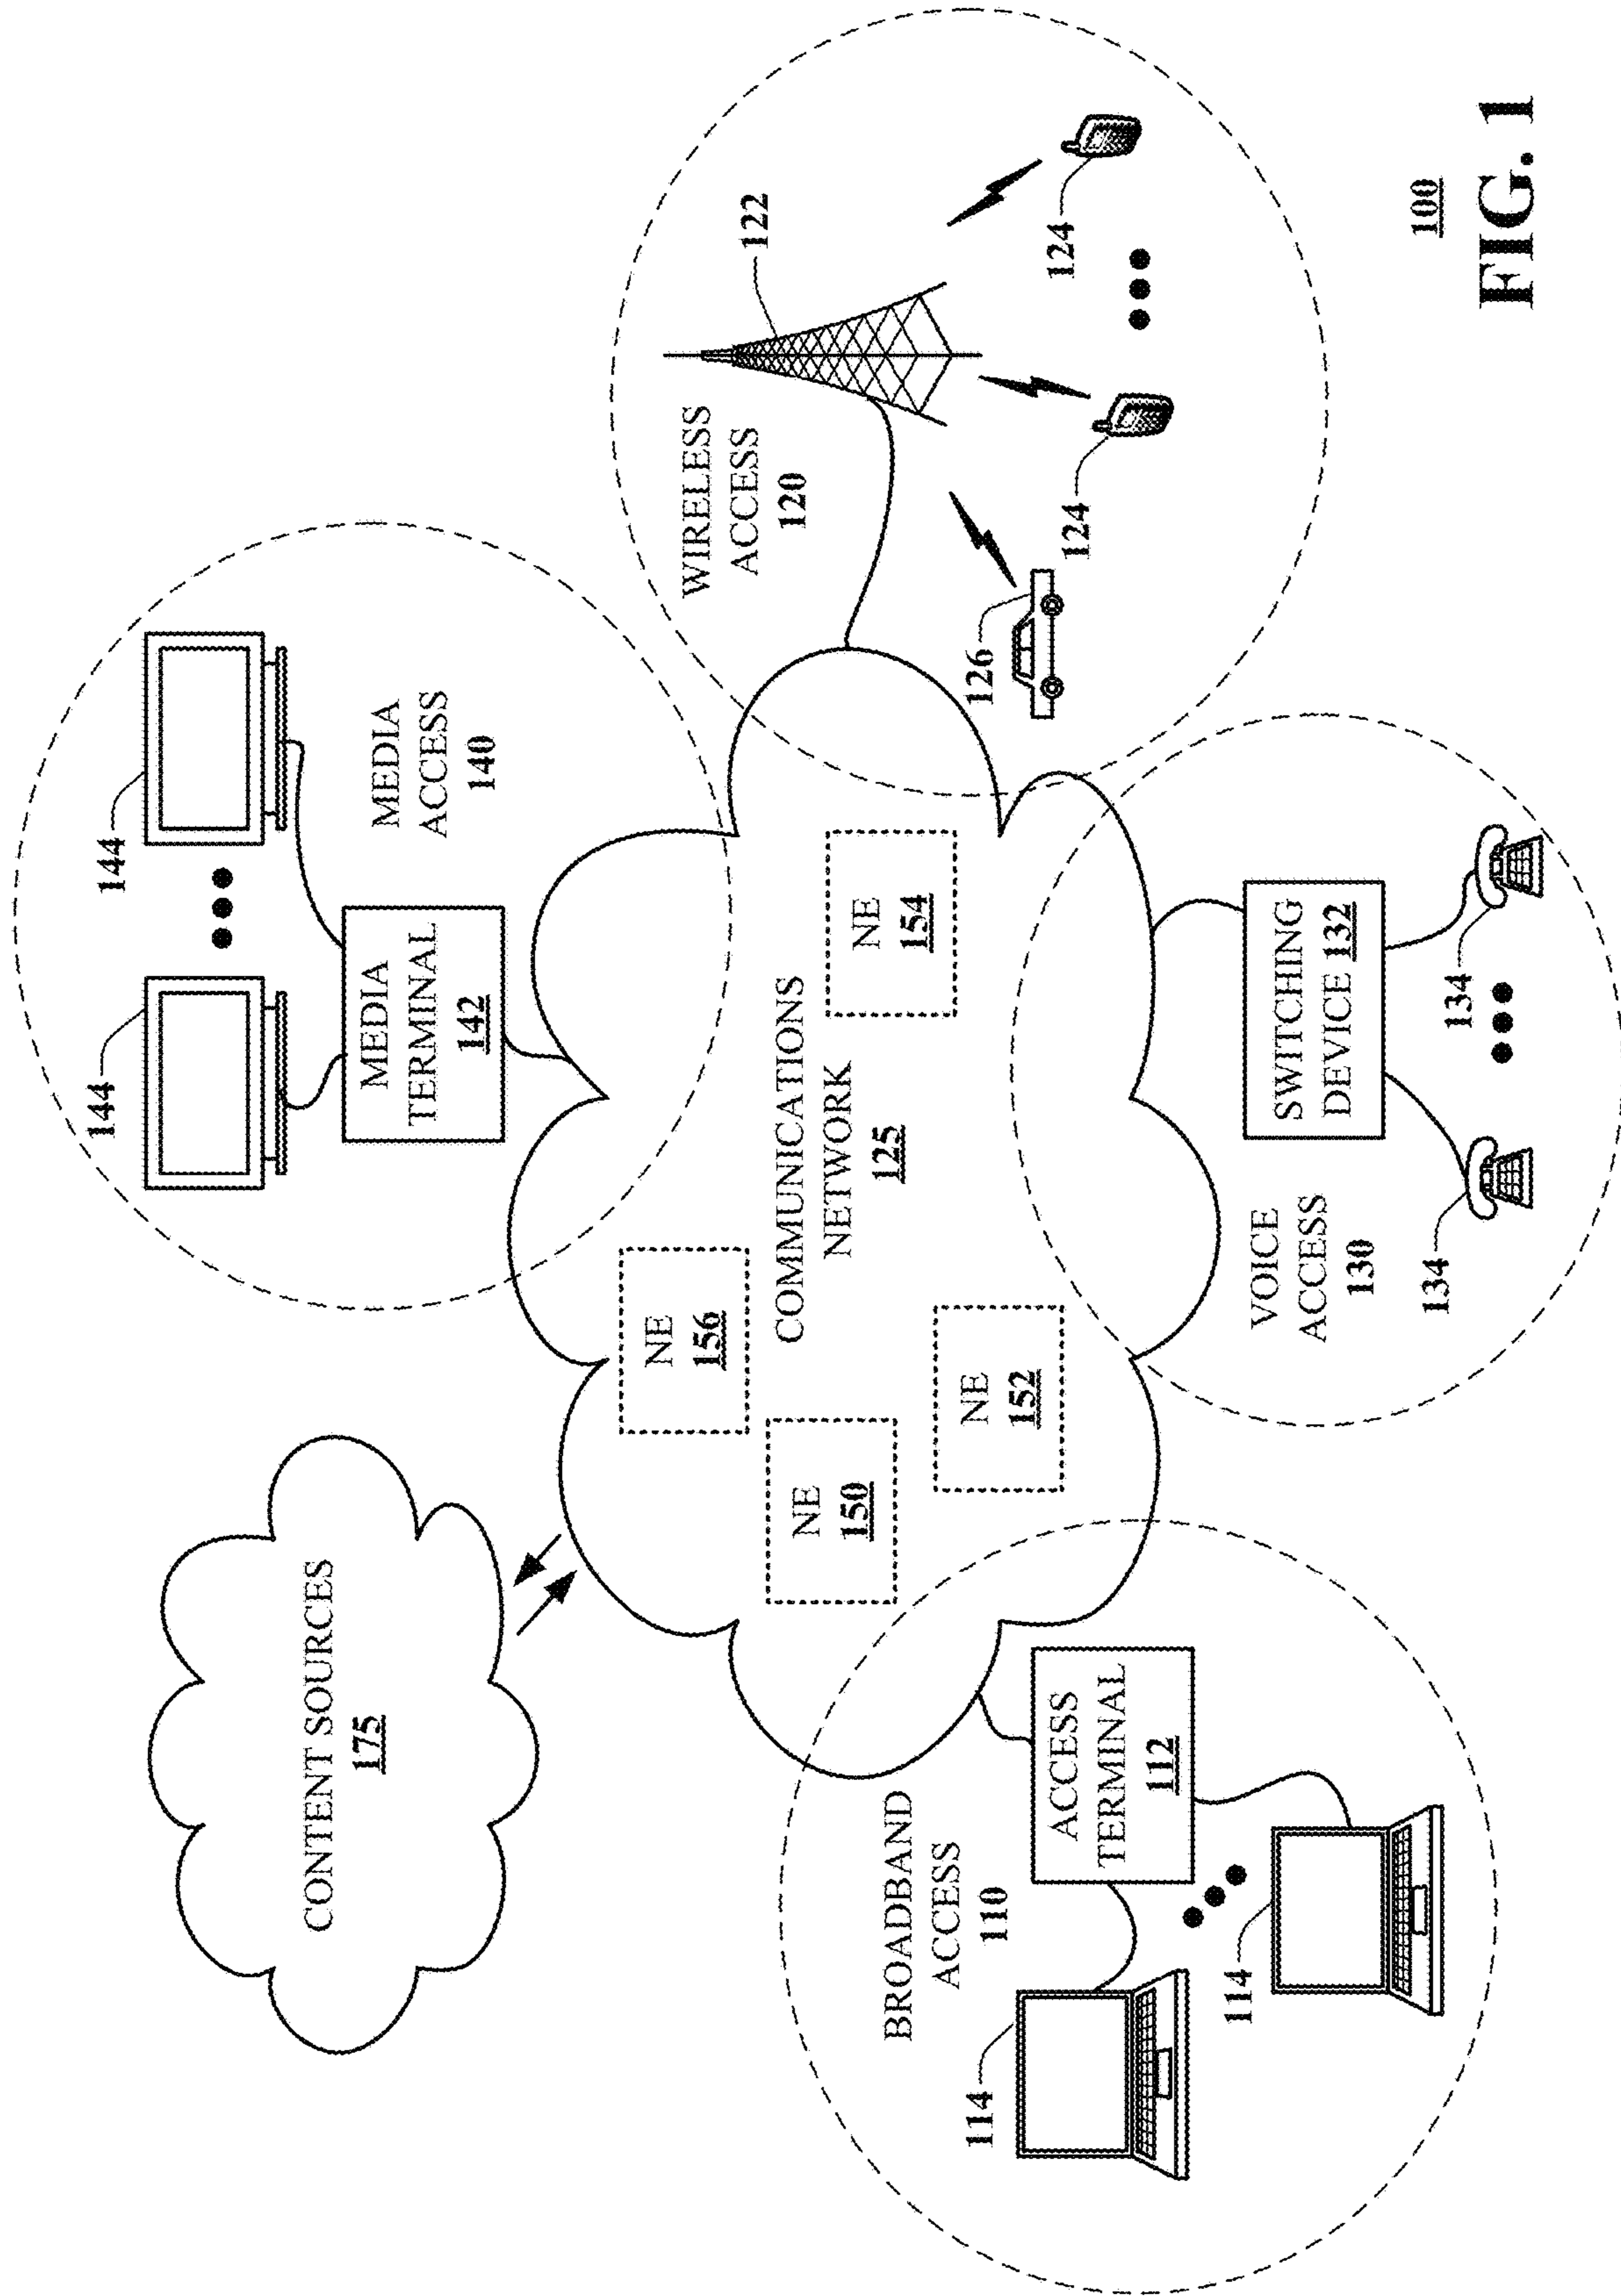 144
144
CONTENT SOURCES
175
MEDIA
TERMINAL
142
MEDIA
ACCESS
140
WIRELESS
ACCESS
120
122
NE
156
COMMUNICATIONS
NETWORK
125
NE
150
NE
154
NE
152
BROADBAND
ACCESS
110
ACCESS
TERMINAL
112
114
114
126
124
124
VOICE
ACCESS
130
SWITCHING
DEVICE 132
134
134
100
FIG. 1